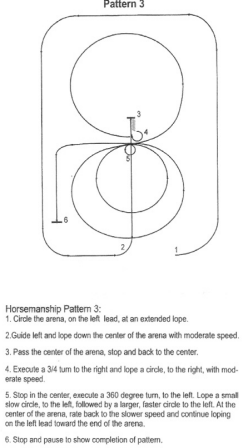 Pattern 3
3
4
5
6
2
1
Horsemanship Pattern 3:
1. Circle the arena, on the left lead, at an extended lope.
2.Guide left and lope down the center of the arena with moderate speed.
3. Pass the center of the arena, stop and back to the center.
4. Execute a 3/4 turn to the right and lope a circle, to the right, with mod-
erate speed.
5. Stop in the center, execute a 360 degree turn, to the left. Lope a small
slow circle, to the left, followed by a larger, faster circle to the left. At the
center of the arena, rate back to the slower speed and continue loping
on the left lead toward the end of the arena.
6. Stop and pause to show completion of pattern.